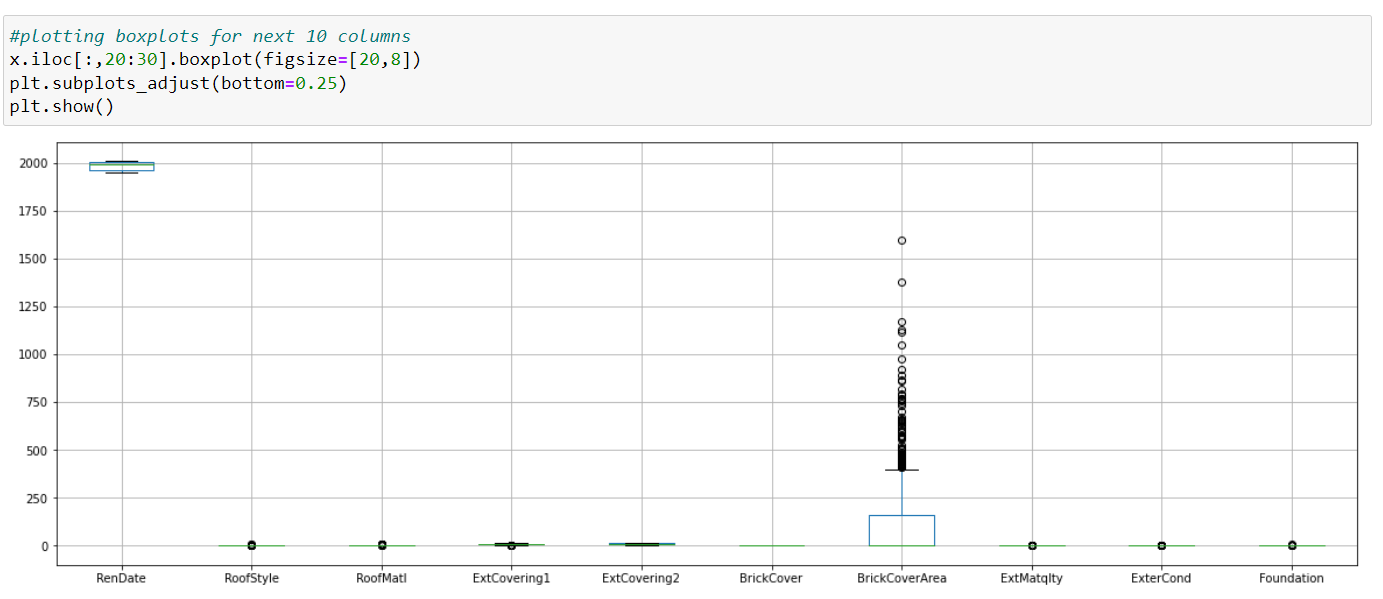 #plotting boxplots for next 10 columns
x.iloc[:,20:30].boxplot(figsize=[20,8])
plt.subplots_adjust(bottom=0.25)
plt.show()
2000
1750
1500
1250
1000
750
500
250
0
RenDate RoofStyle RoofMatl ExtCovering1 ExtCovering2 BrickCover BrickCoverArea ExtMatqlty ExterCond Foundation